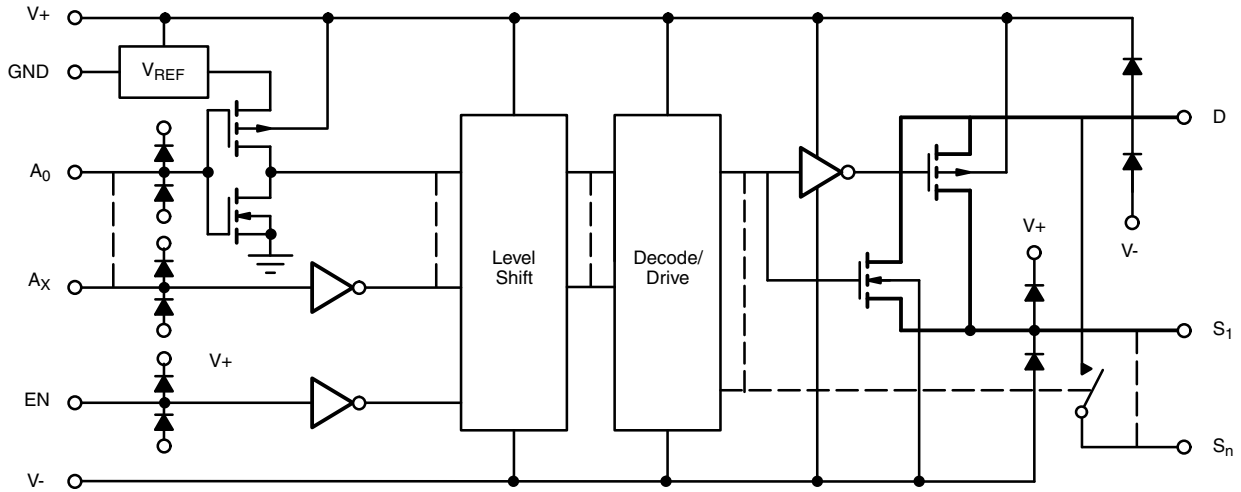 V+
GND
VREF
A0
AX
V+
EN
V-
Level
Shift
Decode/
Drive
D
V+
V-
S1
Sn